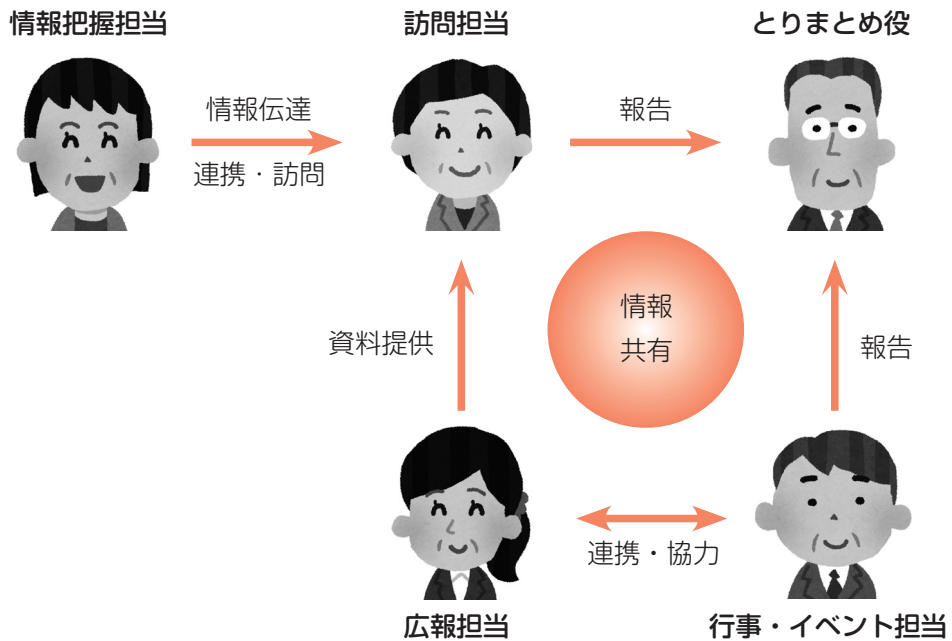 情報把握担当
訪問担当
とりまとめ役
情報伝達
連携・訪問
報告
情報
共有
資料提供
報告
連携・協力
広報担当
行事・イベント担当